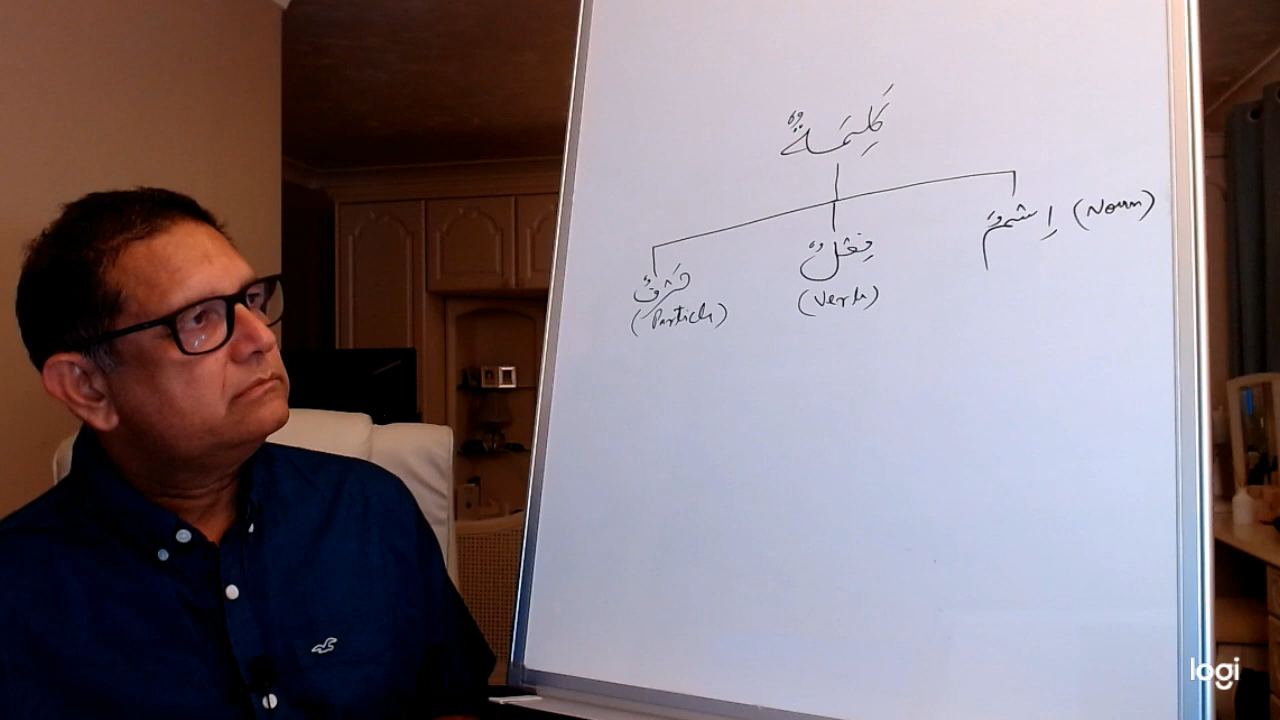 كَلِمَةٌ
اِسْمٌ (Noun)
فِعْلٌ
(Verb)
حَرْفٌ
(Particle)
logi